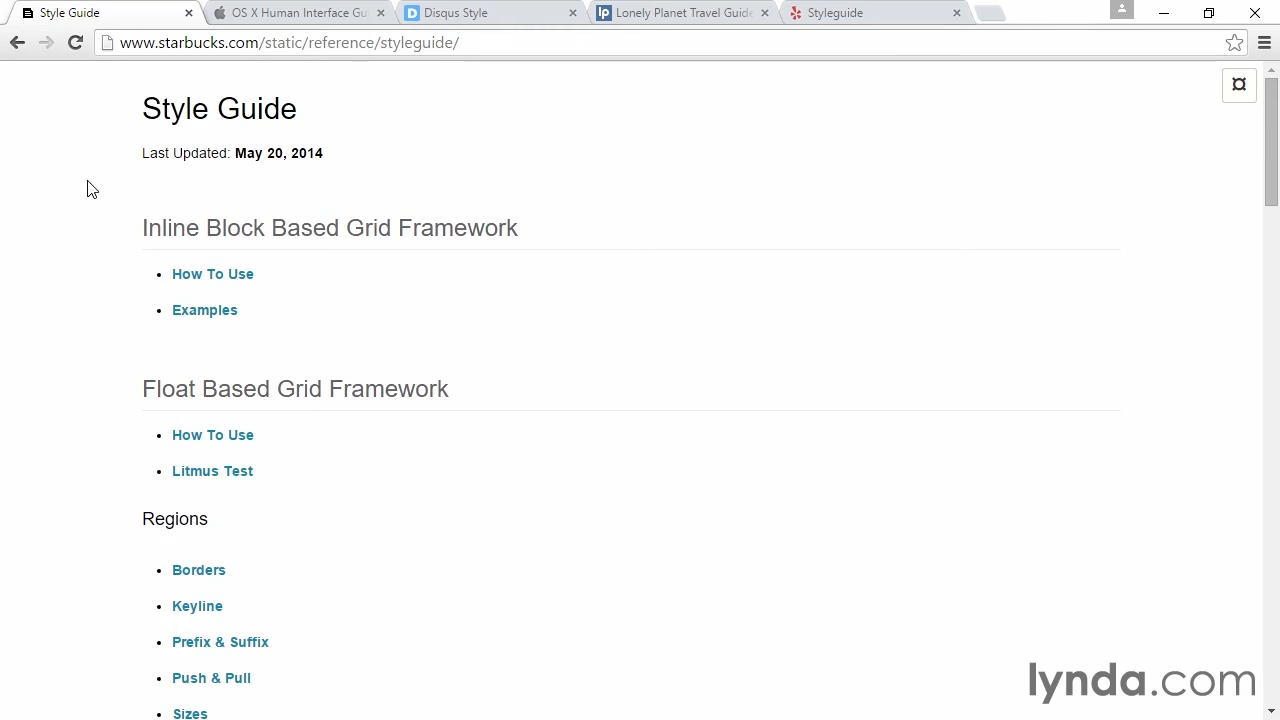 Style Guide
OS X Human Interface Gu
Disqus Style
Lonely Planet Travel Guide
Styleguide
www.starbucks.com/static/reference/styleguide/
Style Guide
Last Updated: May 20, 2014
Inline Block Based Grid Framework
How To Use
Examples
Float Based Grid Framework
How To Use
Litmus Test
Regions
Borders
Keyline
Prefix & Suffix
Push & Pull
Sizes
lynda.com